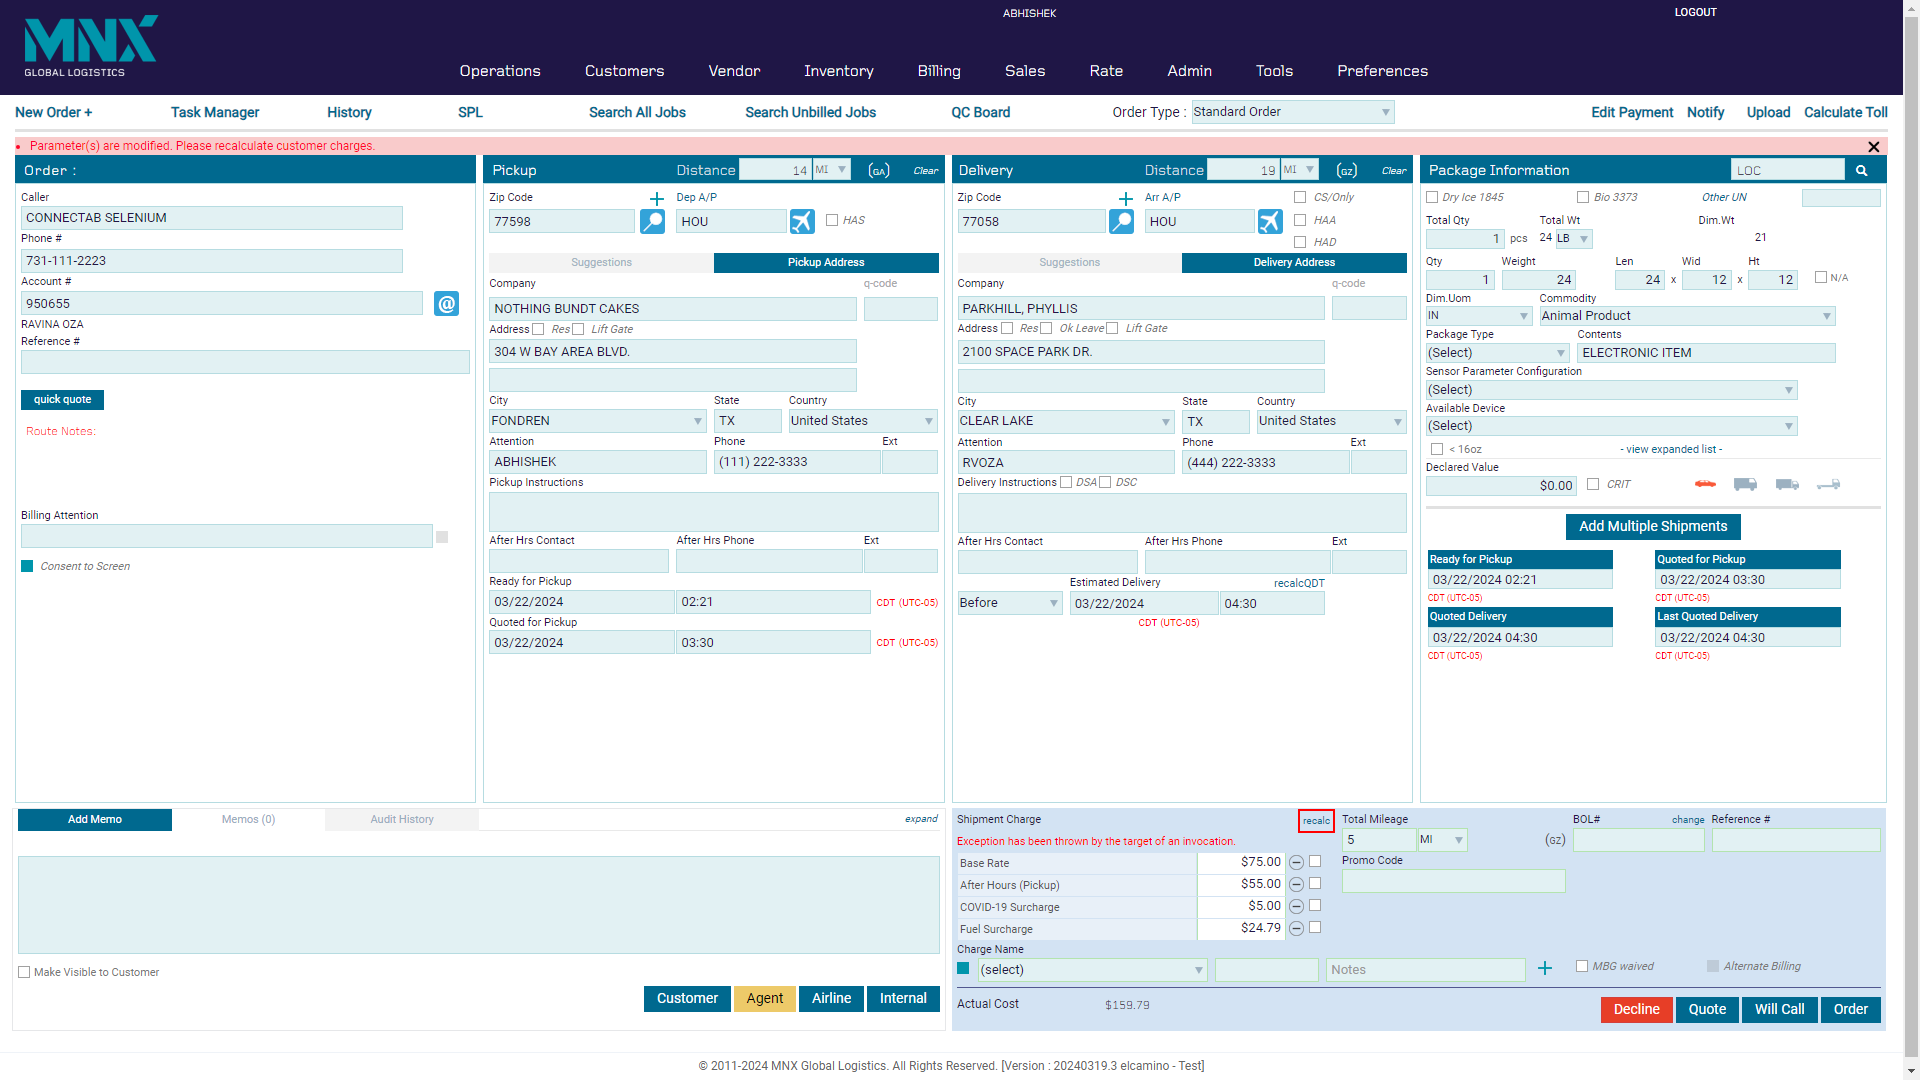 ABHISHEK
LOGOUT
MNX
GLOBAL LOGISTICS
Operations Customers Vendor Inventory Billing Sales Rate Admin Tools Preferences
New Order + Task Manager History SPL Search All Jobs Search Unbilled Jobs QC Board Order Type : Standard Order Edit Payment Notify Upload Calculate Toll
Parameter(s) are modified. Please recalculate customer charges.
Order :
Caller
CONNECTAB SELENIUM
Phone #
731-111-2223
Account #
950655
@
RAVINA OZA
Reference #
quick quote
Route Notes:
Billing Attention
Consent to Screen
Pickup Distance 14 MI (GA) Clear
Zip Code Dep A/P
77598 HOU HAS
Suggestions Pickup Address
Company q-code
NOTHING BUNDT CAKES
Address Res Lift Gate
304 W BAY AREA BLVD.
City State Country
FONDREN TX United States
Attention Phone Ext
ABHISHEK (111) 222-3333
Pickup Instructions
After Hrs Contact After Hrs Phone Ext
Ready for Pickup
03/22/2024 02:21 CDT (UTC-05)
Quoted for Pickup
03/22/2024 03:30 CDT (UTC-05)
Delivery Distance 19 MI (GZ) Clear
Zip Code Arr A/P CS/Only
77058 HOU HAA
HAD
Suggestions Delivery Address
Company q-code
PARKHILL, PHYLLIS
Address Res Ok Leave Lift Gate
2100 SPACE PARK DR.
City State Country
CLEAR LAKE TX United States
Attention Phone Ext
RVOZA (444) 222-3333
Delivery Instructions DSA DSC
After Hrs Contact After Hrs Phone Ext
Estimated Delivery recalcQDT
Before 03/22/2024 04:30
CDT (UTC-05)
Package Information LOC
Dry Ice 1845 Bio 3373 Other UN
Total Qty Total Wt Dim.Wt
1 pcs 24 LB 21
Qty Weight Len Wid Ht
1 24 24 x 12 x 12 N/A
Dim.Uom Commodity
IN Animal Product
Package Type Contents
(Select) ELECTRONIC ITEM
Sensor Parameter Configuration
(Select)
Available Device
(Select)
< 16oz - view expanded list -
Declared Value
$0.00 CRIT
Add Multiple Shipments
Ready for Pickup Quoted for Pickup
03/22/2024 02:21 03/22/2024 03:30
CDT (UTC-05) CDT (UTC-05)
Quoted Delivery Last Quoted Delivery
03/22/2024 04:30 03/22/2024 04:30
CDT (UTC-05) CDT (UTC-05)
Add Memo Memos (0) Audit History expand
Make Visible to Customer
Customer Agent Airline Internal
Shipment Charge recalc Total Mileage BOL# change Reference #
Exception has been thrown by the target of an invocation. 5 MI (GZ)
Base Rate $75.00 Promo Code
After Hours (Pickup) $55.00
COVID-19 Surcharge $5.00
Fuel Surcharge $24.79
Charge Name
(select) Notes MBG waived Alternate Billing
Actual Cost $159.79
Decline Quote Will Call Order
© 2011-2024 MNX Global Logistics. All Rights Reserved. [Version : 20240319.3 elcamino - Test]